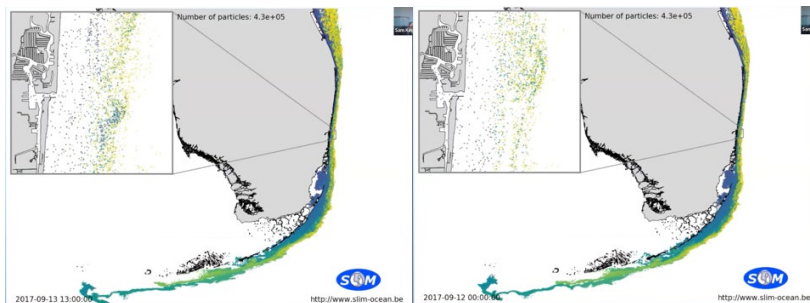 Number of particles: 4.3e+05
2017-09-13 13:00:00
SLIM
http://www.slim-ocean.be
Number of particles: 4.3e+05
2017-09-12 00:00:00
SLIM
http://www.slim-ocean.be